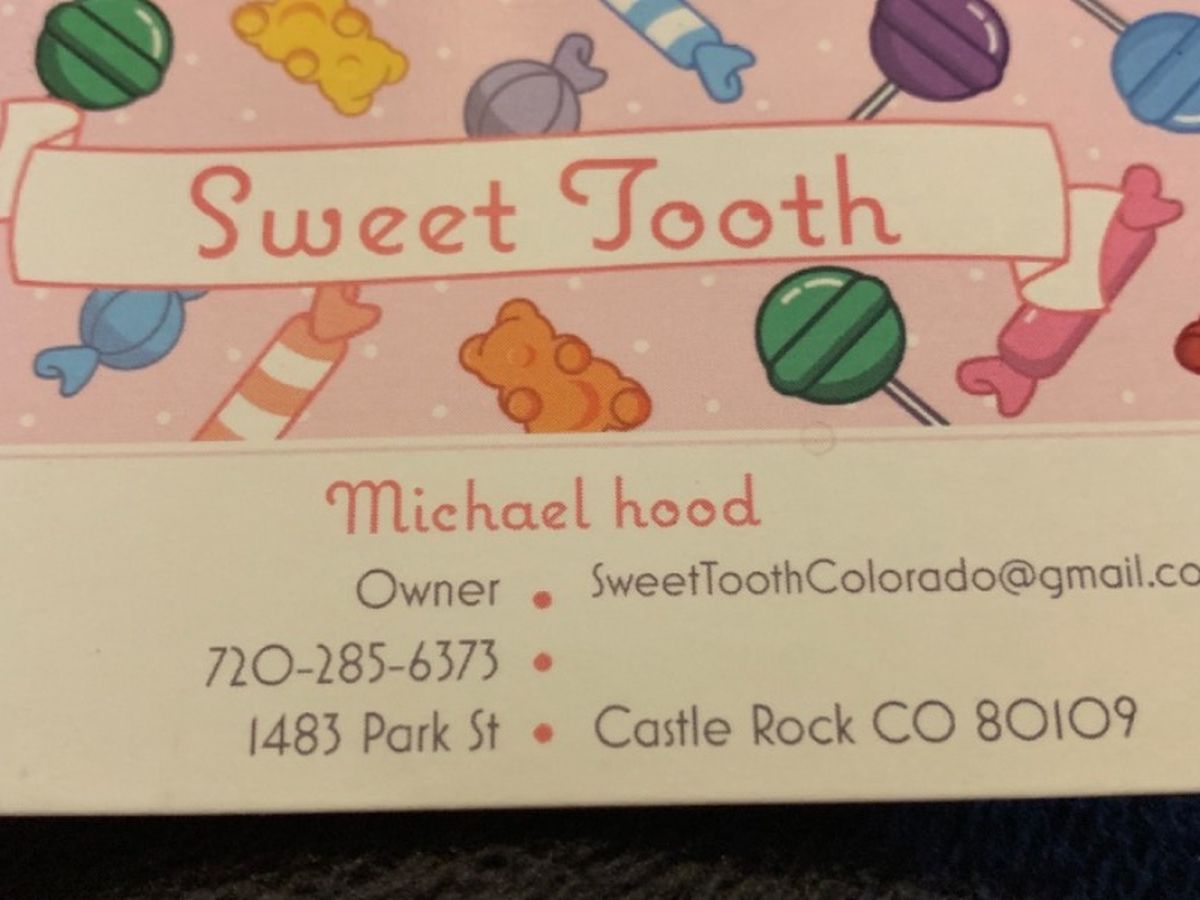 Sweet Tooth
Michael hood
Owner • SweetToothColorado@gmail.co
720-285-6373 •
1483 Park St • Castle Rock CO 80109